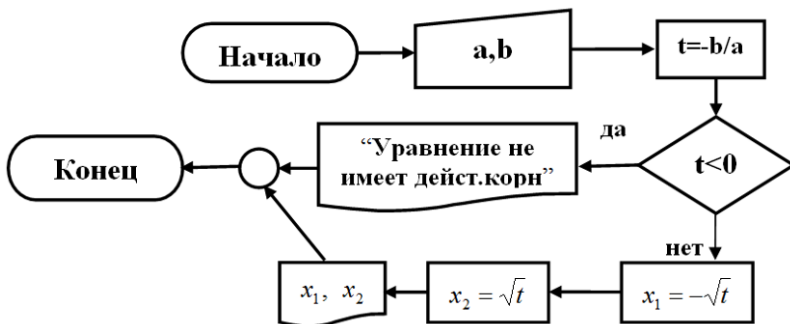 Начало
a,b
t=-b/a
да
t<0
“Уравнение не
имеет дейст.корн”
Конец
нет
x₁ = −√t
x₂ = √t
x₁, x₂